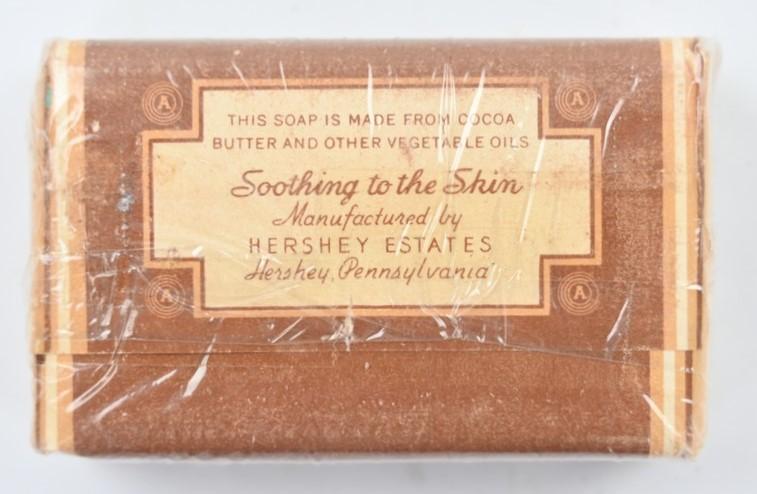 A A
THIS SOAP IS MADE FROM COCOA
BUTTER AND OTHER VEGETABLE OILS
Soothing to the Skin
Manufactured by
HERSHEY ESTATES
Hershey, Pennsylvania
A A